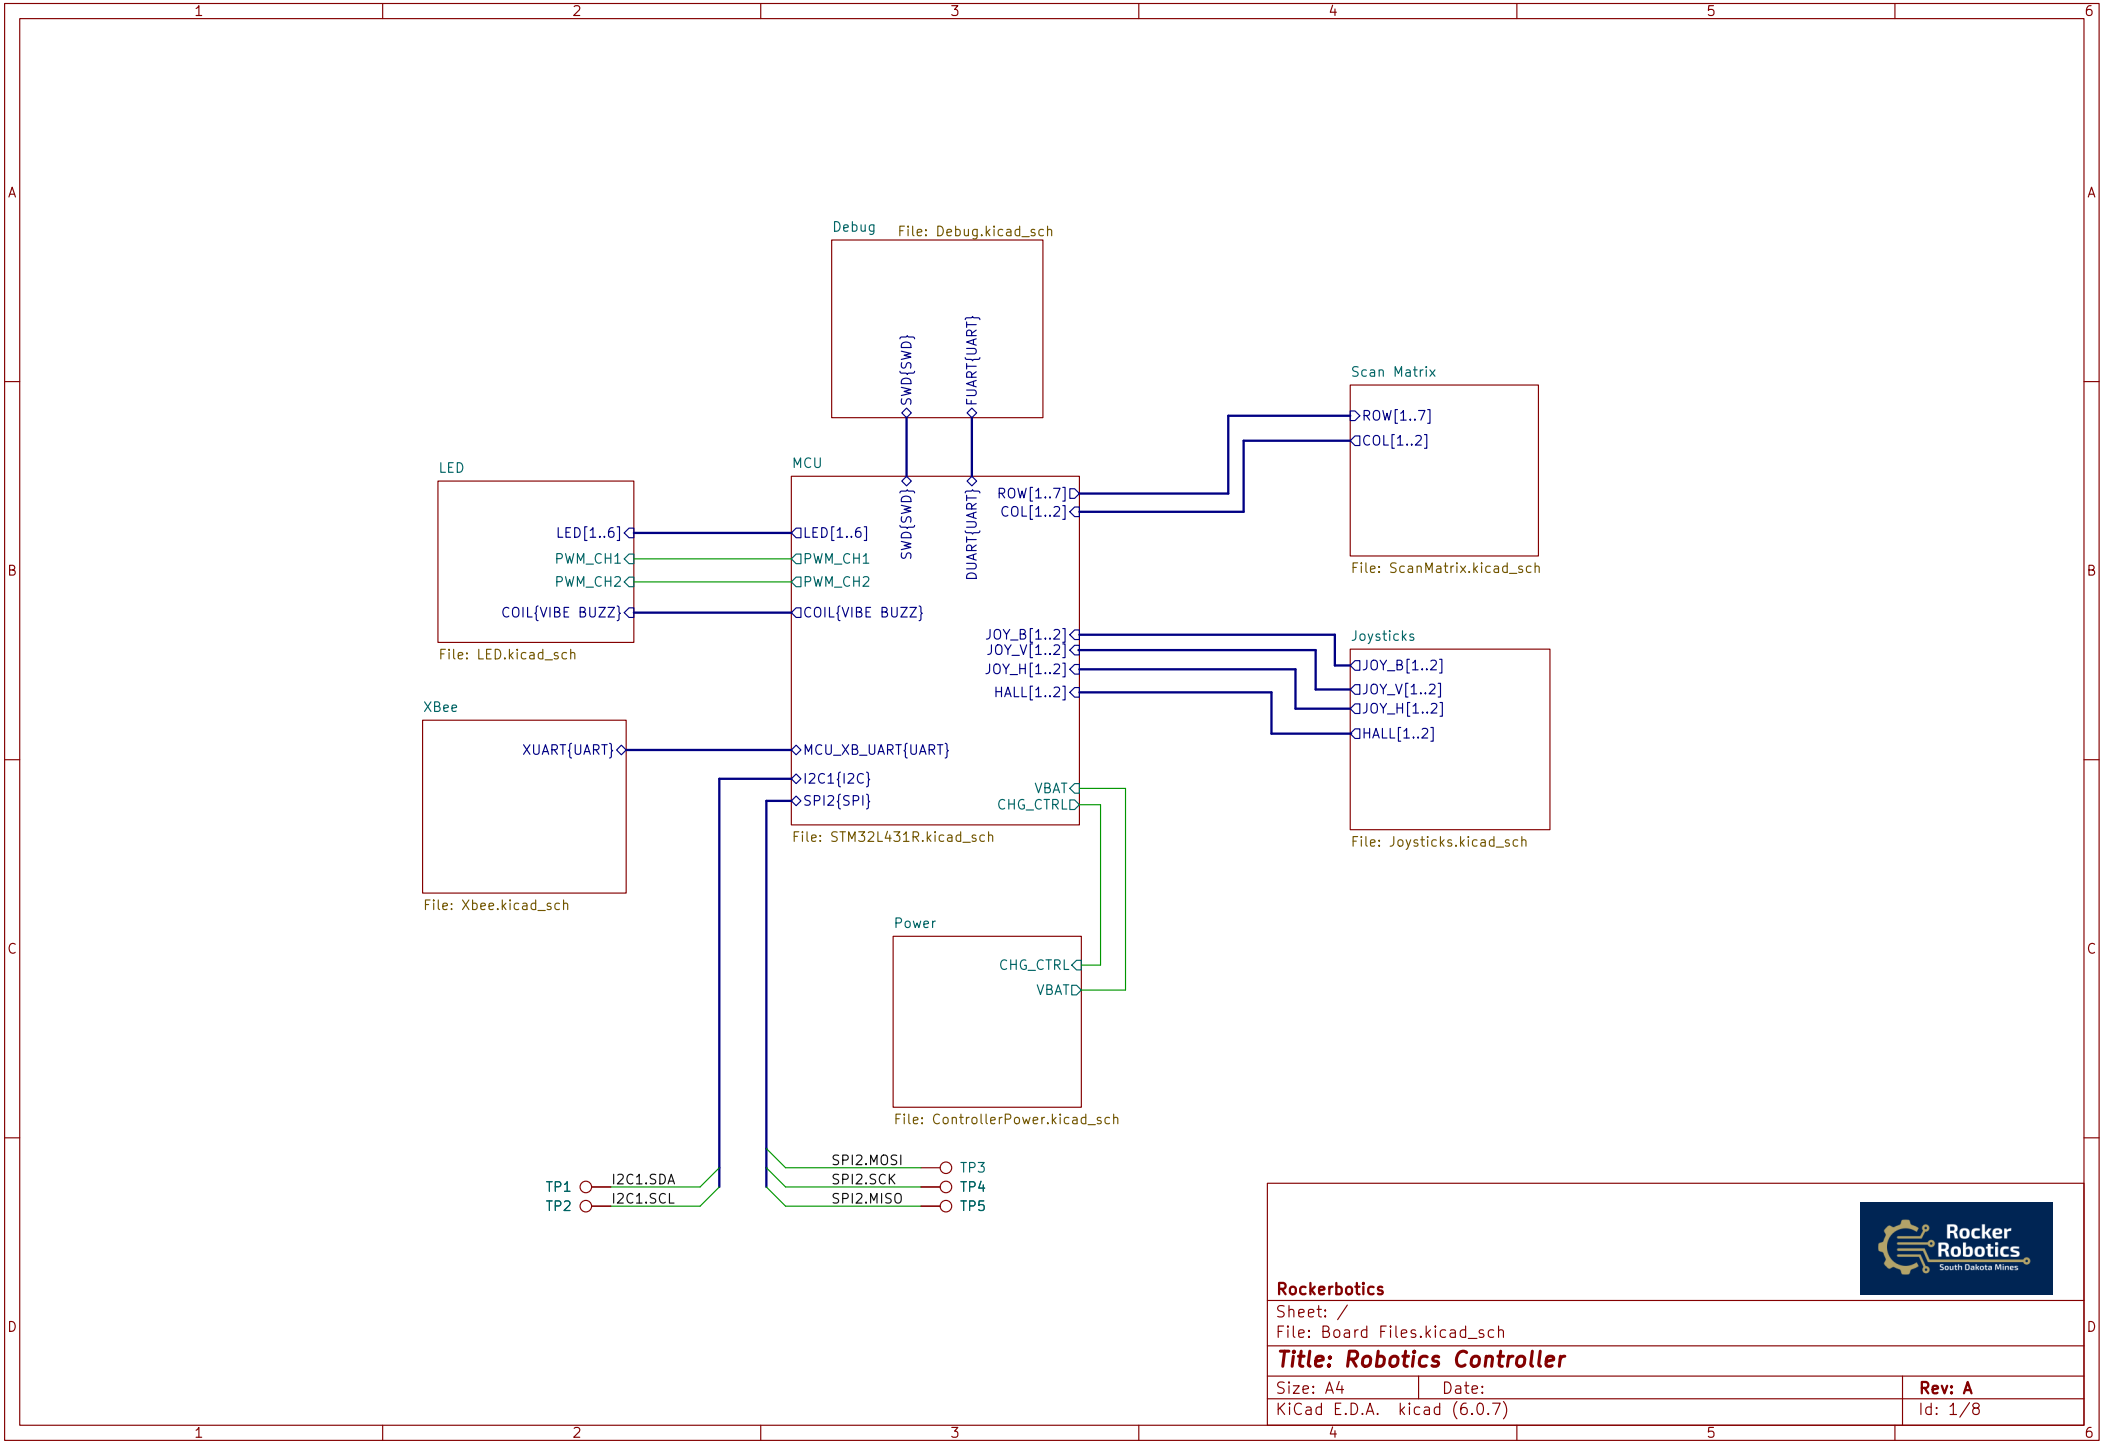 1 2 3 4 5 6
A A
Debug
File: Debug.kicad_sch
SWD{SWD}
FUART{UART}
Scan Matrix
ROW[1..7]
COL[1..2]
File: ScanMatrix.kicad_sch
LED
LED[1..6]
PWM_CH1
PWM_CH2
COIL{VIBE BUZZ}
File: LED.kicad_sch
MCU
SWD{SWD}
DUART{UART}
ROW[1..7]
COL[1..2]
LED[1..6]
PWM_CH1
PWM_CH2
COIL{VIBE BUZZ}
JOY_B[1..2]
JOY_V[1..2]
JOY_H[1..2]
HALL[1..2]
MCU_XB_UART{UART}
I2C1{I2C}
SPI2{SPI}
VBAT
CHG_CTRL
File: STM32L431R.kicad_sch
B B
Joysticks
JOY_B[1..2]
JOY_V[1..2]
JOY_H[1..2]
HALL[1..2]
File: Joysticks.kicad_sch
XBee
XUART{UART}
File: Xbee.kicad_sch
Power
CHG_CTRL
VBAT
File: ControllerPower.kicad_sch
C C
TP1 I2C1.SDA
TP2 I2C1.SCL
SPI2.MOSI TP3
SPI2.SCK TP4
SPI2.MISO TP5
Rocker
Robotics
South Dakota Mines
Rockerbotics
Sheet: /
File: Board Files.kicad_sch
D D
Title: Robotics Controller
Size: A4 Date: Rev: A
KiCad E.D.A. kicad (6.0.7) Id: 1/8
1 2 3 4 5 6